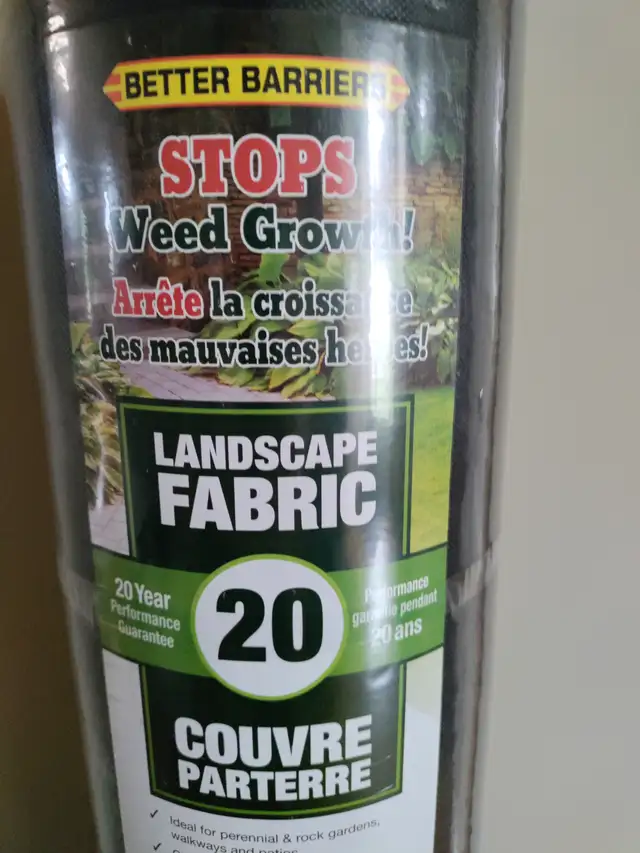 BETTER BARRIERS
STOPS
Weed Growth!
Arrête la croissance
des mauvaises herbes!
LANDSCAPE
FABRIC
20 Year
Performance
Guarantee
20
Performance
garantie pendant
20 ans
COUVRE
PARTERRE
✓ Ideal for perennial & rock gardens,
walkways and patios
✓